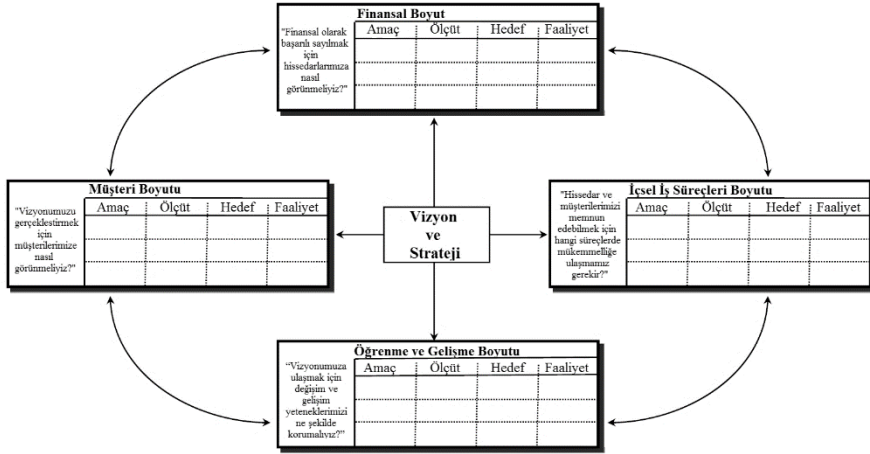 Finansal Boyut
"Finansal olarak
başarılı sayılmak
için
hissedarlarımıza
nasıl
görünmeliyiz?"
Amaç Ölçüt Hedef Faaliyet
Müşteri Boyutu
"Vizyonumuzu
gerçekleştirmek
için
müşterilerimize
nasıl
görünmeliyiz?"
Amaç Ölçüt Hedef Faaliyet
Vizyon
ve
Strateji
İçsel İş Süreçleri Boyutu
"Hissedar ve
müşterilerimizi
memnun
edebilmek için
hangi süreçlerde
mükemmelliğe
ulaşmamız
gerekir?"
Amaç Ölçüt Hedef Faaliyet
Öğrenme ve Gelişme Boyutu
“Vizyonumuza
ulaşmak için
değişim ve
gelişim
yeteneklerimizi
ne şekilde
korumalıyız?”
Amaç Ölçüt Hedef Faaliyet